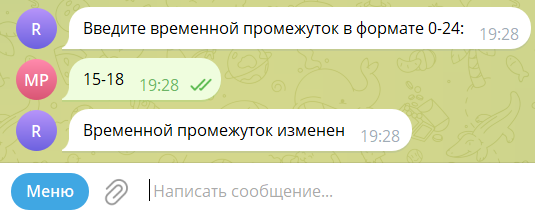 R
Введите временной промежуток в формате 0-24:
19:28
MP
15-18
19:28
R
Временной промежуток изменен
19:28
Меню
Написать сообщение...